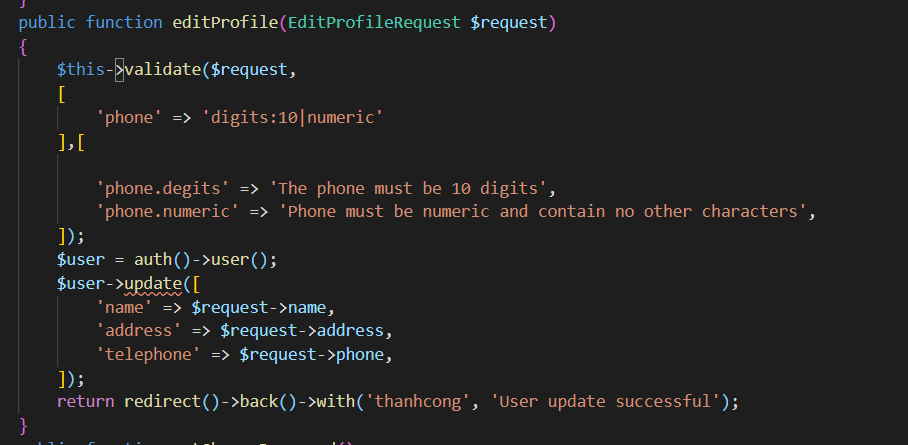 }
public function editProfile(EditProfileRequest $request)
{
    $this->validate($request,
    [
        'phone' => 'digits:10|numeric'
    ],[
        'phone.degits' => 'The phone must be 10 digits',
        'phone.numeric' => 'Phone must be numeric and contain no other characters',
    ]);
    $user = auth()->user();
    $user->update([
        'name' => $request->name,
        'address' => $request->address,
        'telephone' => $request->phone,
    ]);
    return redirect()->back()->with('thanhcong', 'User update successful');
}